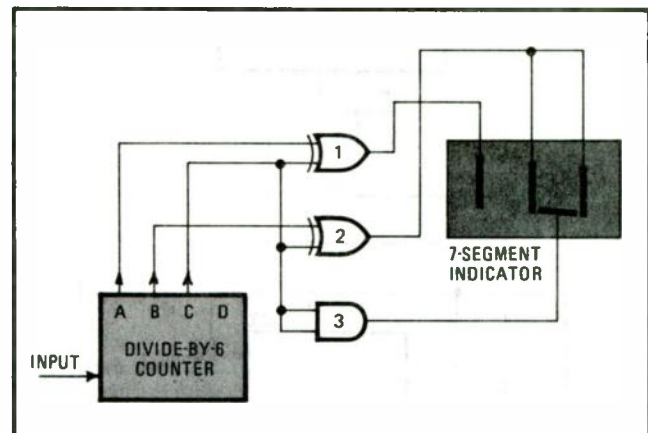 1
2
3
7-SEGMENT
INDICATOR
A B C D
DIVIDE-BY-6
COUNTER
INPUT